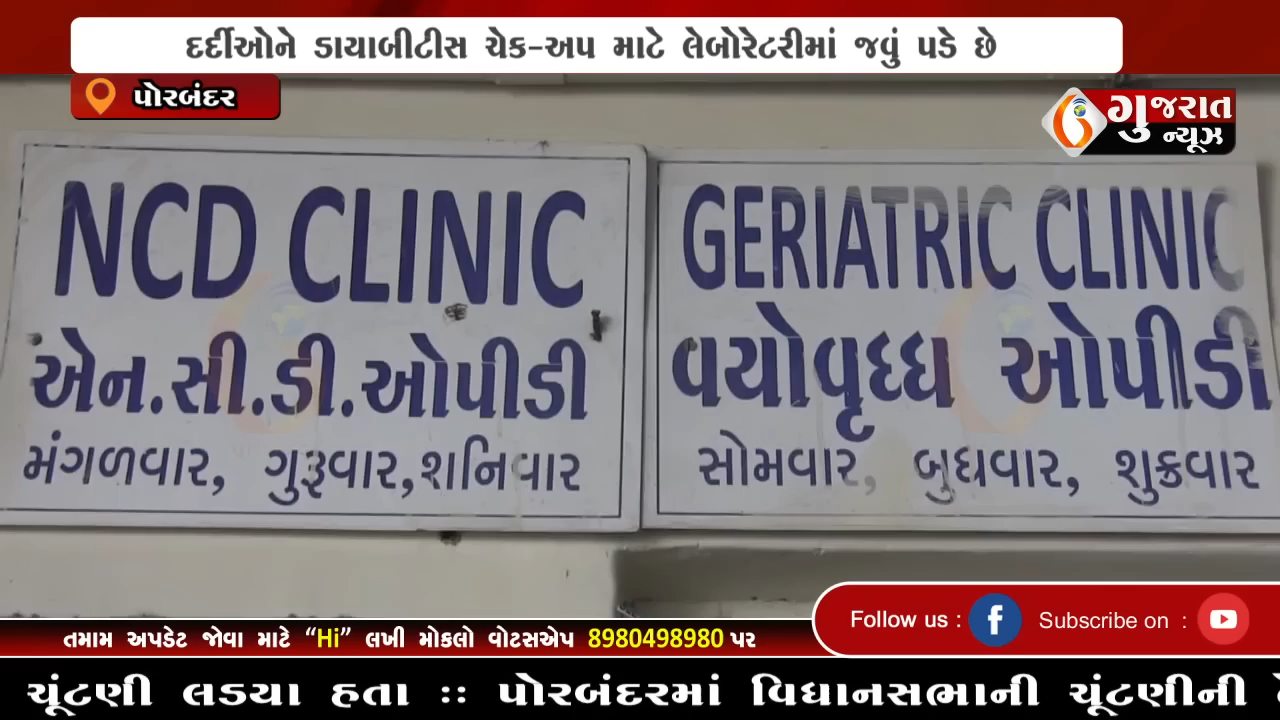 દર્દીઓને ડાયાબીટીસ ચેક-અપ માટે લેબોરેટરીમાં જવું પડે છે
પોરબંદર
ગુજરાત
ન્યૂઝ
NCD CLINIC
એન.સી.ડી.ઓપીડી
મંગળવાર, ગુરૂવાર,શનિવાર
GERIATRIC CLINIC
વયોવૃધ્ધ ઓપીડી
સોમવાર, બુધવાર, શુક્રવાર
Follow us :
Subscribe on :
તમામ અપડેટ જોવા માટે “Hi” લખી મોકલો વોટસએપ 8980498980 પર
ચૂંટણી લડયા હતા :: પોરબંદરમાં વિધાનસભાની ચૂંટણીની